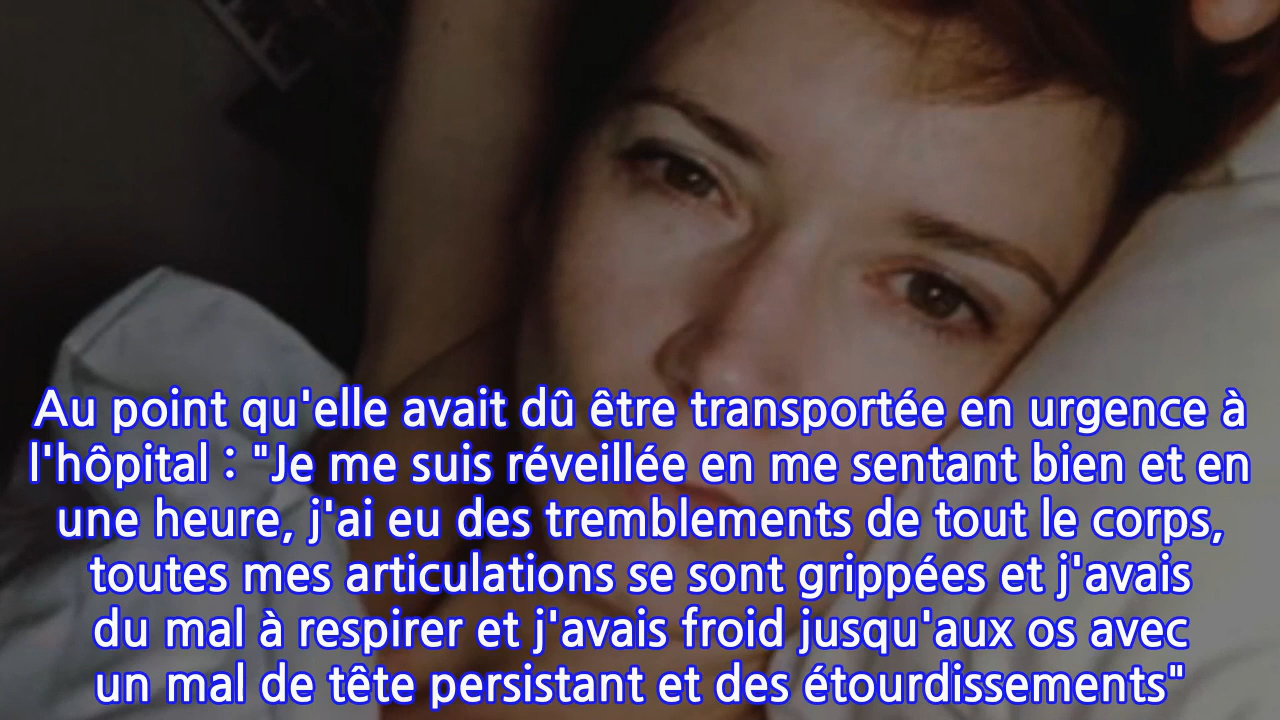 Au point qu'elle avait dû être transportée en urgence à
l'hôpital : "Je me suis réveillée en me sentant bien et en
une heure, j'ai eu des tremblements de tout le corps,
toutes mes articulations se sont grippées et j'avais
du mal à respirer et j'avais froid jusqu'aux os avec
un mal de tête persistant et des étourdissements"